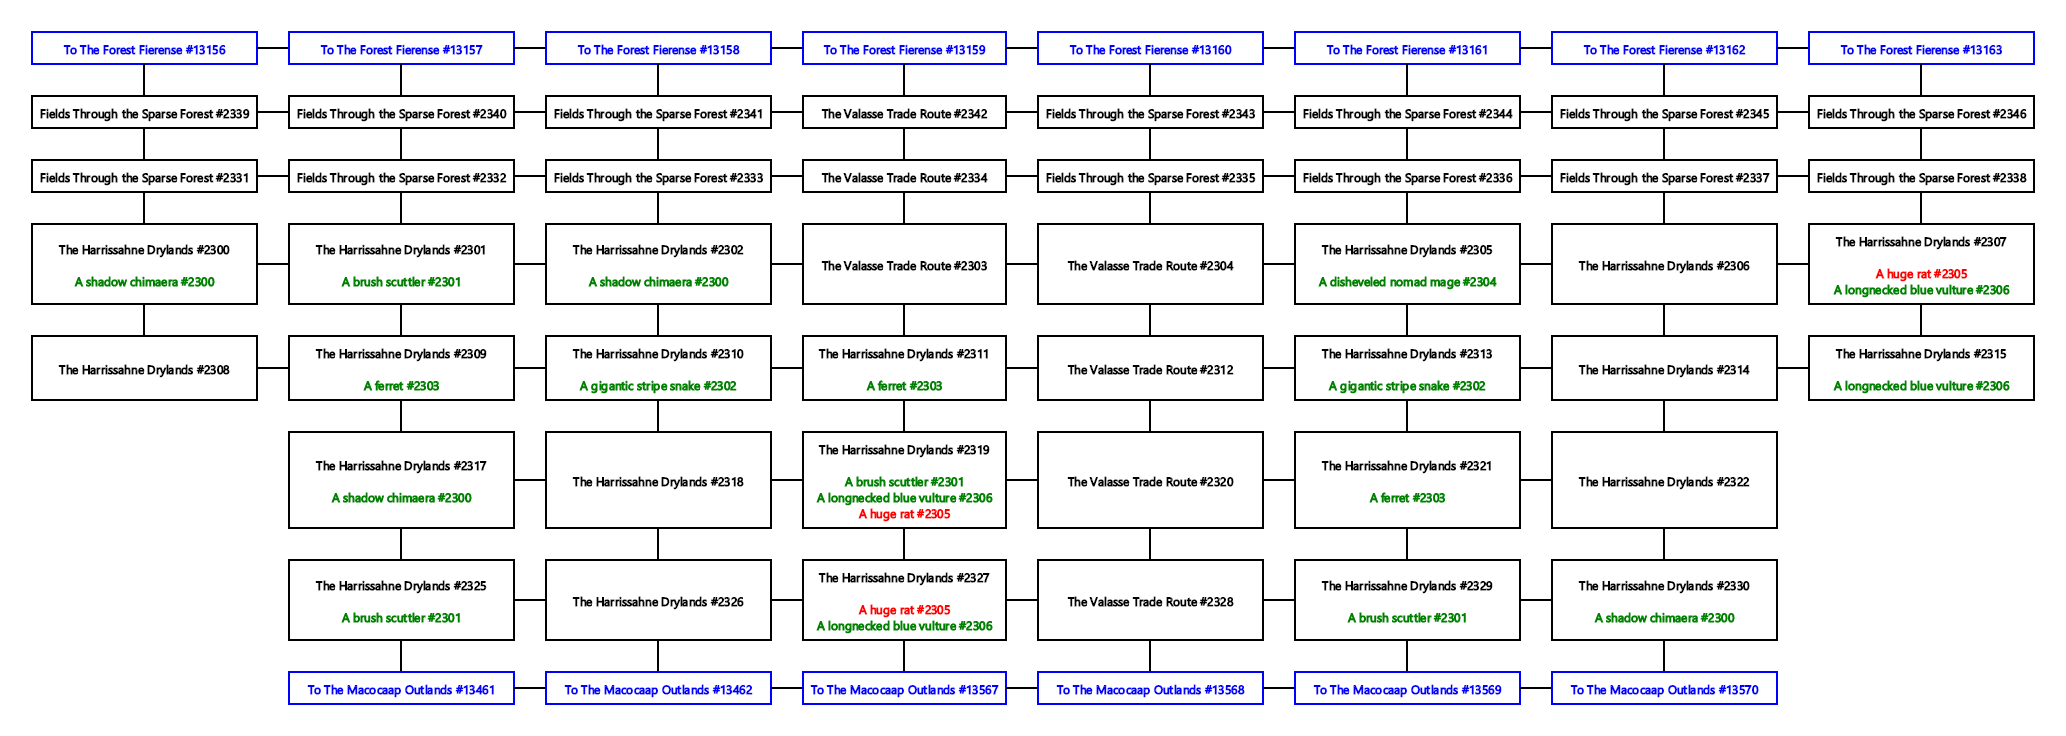 To The Forest Fierense #13156
To The Forest Fierense #13157
To The Forest Fierense #13158
To The Forest Fierense #13159
To The Forest Fierense #13160
To The Forest Fierense #13161
To The Forest Fierense #13162
To The Forest Fierense #13163
Fields Through the Sparse Forest #2339
Fields Through the Sparse Forest #2340
Fields Through the Sparse Forest #2341
The Valasse Trade Route #2342
Fields Through the Sparse Forest #2343
Fields Through the Sparse Forest #2344
Fields Through the Sparse Forest #2345
Fields Through the Sparse Forest #2346
Fields Through the Sparse Forest #2331
Fields Through the Sparse Forest #2332
Fields Through the Sparse Forest #2333
The Valasse Trade Route #2334
Fields Through the Sparse Forest #2335
Fields Through the Sparse Forest #2336
Fields Through the Sparse Forest #2337
Fields Through the Sparse Forest #2338
The Harrissahne Drylands #2300
A shadow chimaera #2300
The Harrissahne Drylands #2301
A brush scuttler #2301
The Harrissahne Drylands #2302
A shadow chimaera #2300
The Valasse Trade Route #2303
The Valasse Trade Route #2304
The Harrissahne Drylands #2305
A disheveled nomad mage #2304
The Harrissahne Drylands #2306
The Harrissahne Drylands #2307
A huge rat #2305
A longnecked blue vulture #2306
The Harrissahne Drylands #2308
The Harrissahne Drylands #2309
A ferret #2303
The Harrissahne Drylands #2310
A gigantic stripe snake #2302
The Harrissahne Drylands #2311
A ferret #2303
The Valasse Trade Route #2312
The Harrissahne Drylands #2313
A gigantic stripe snake #2302
The Harrissahne Drylands #2314
The Harrissahne Drylands #2315
A longnecked blue vulture #2306
The Harrissahne Drylands #2317
A shadow chimaera #2300
The Harrissahne Drylands #2318
The Harrissahne Drylands #2319
A brush scuttler #2301
A longnecked blue vulture #2306
A huge rat #2305
The Valasse Trade Route #2320
The Harrissahne Drylands #2321
A ferret #2303
The Harrissahne Drylands #2322
The Harrissahne Drylands #2325
A brush scuttler #2301
The Harrissahne Drylands #2326
The Harrissahne Drylands #2327
A huge rat #2305
A longnecked blue vulture #2306
The Valasse Trade Route #2328
The Harrissahne Drylands #2329
A brush scuttler #2301
The Harrissahne Drylands #2330
A shadow chimaera #2300
To The Macocaap Outlands #13461
To The Macocaap Outlands #13462
To The Macocaap Outlands #13567
To The Macocaap Outlands #13568
To The Macocaap Outlands #13569
To The Macocaap Outlands #13570